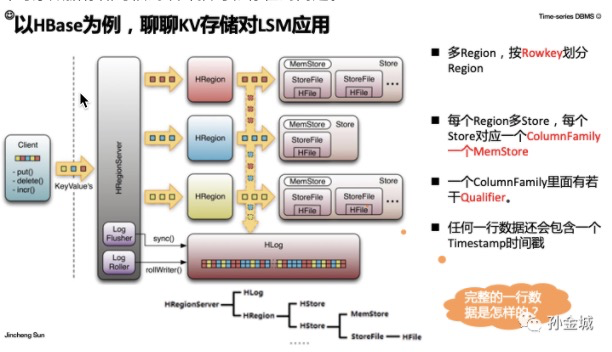 以HBase为例，聊聊KV存储对LSM应用
Time-series DBMS
Client
- put()
- delete()
- incr()
KeyValue's
HRegionServer
Log Flusher
Log Roller
sync()
rollWriter()
HRegion
HRegion
HRegion
MemStore
Store
StoreFile
HFile
StoreFile
HFile
...
MemStore
Store
StoreFile
HFile
MemStore
Store
StoreFile
HFile
StoreFile
HFile
...
HLog
HRegionServer
HLog
HRegion
HStore
HStore
MemStore
StoreFile
HFile
.....
■ 多Region，按Rowkey划分
Region
■ 每个Region多Store，每个
Store对应一个ColumnFamily
一个MemStore
■ 一个ColumnFamily里面有若
干Qualifier。
■ 任何一行数据还会包含一个
Timestamp时间戳
完整的一行数
据是怎样的？
孙金城
Jincheng Sun